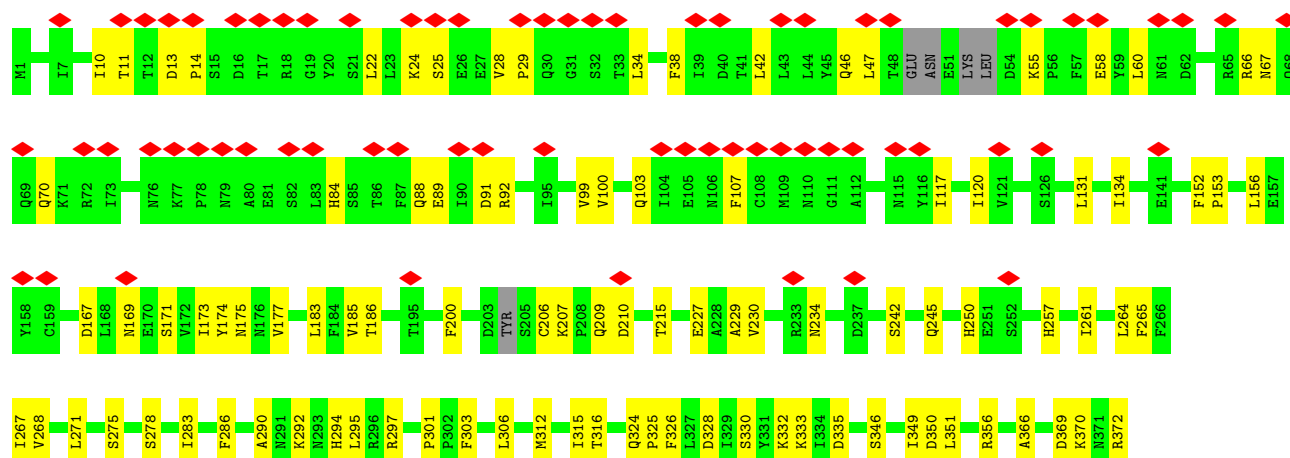 M1 I7 I10 T11 T12 D13 P14 S15 D16 T17 R18 G19 Y20 S21 L22 L23 K24 S25 E26 E27 V28 P29 Q30 G31 S32 T33 L34 F38 I39 D40 T41 L42 L43 L44 Y45 Q46 L47 T48 GLU ASN E51 LYS LEU D54 K55 P56 F57 E58 Y59 L60 N61 D62 R65 R66 N67 Q68
Q69 Q70 K71 R72 I73 N76 K77 P78 N79 A80 E81 S82 L83 H84 S85 T86 F87 Q88 E89 I90 D91 R92 I95 V99 V100 Q103 I104 E105 N106 F107 C108 M109 N110 G111 A112 N115 Y116 I117 I120 V121 S126 L131 I134 E141 F152 P153 L156 E157
Y158 C159 D167 L168 N169 E170 S171 V172 I173 Y174 N175 N176 V177 L183 F184 V185 T186 T195 F200 D203 TYR S205 C206 K207 P208 Q209 D210 T215 E227 A228 A229 V230 R233 N234 D237 S242 Q245 H250 E251 S252 H257 I261 L264 F265 F266
I267 V268 L271 S275 S278 I283 F286 A290 N291 K292 N293 H294 L295 R296 R297 P301 P302 F303 L306 M312 I315 T316 Q324 P325 F326 L327 D328 I329 S330 Y331 K332 K333 I334 D335 S346 I349 D350 L351 R356 A366 D369 K370 N371 R372